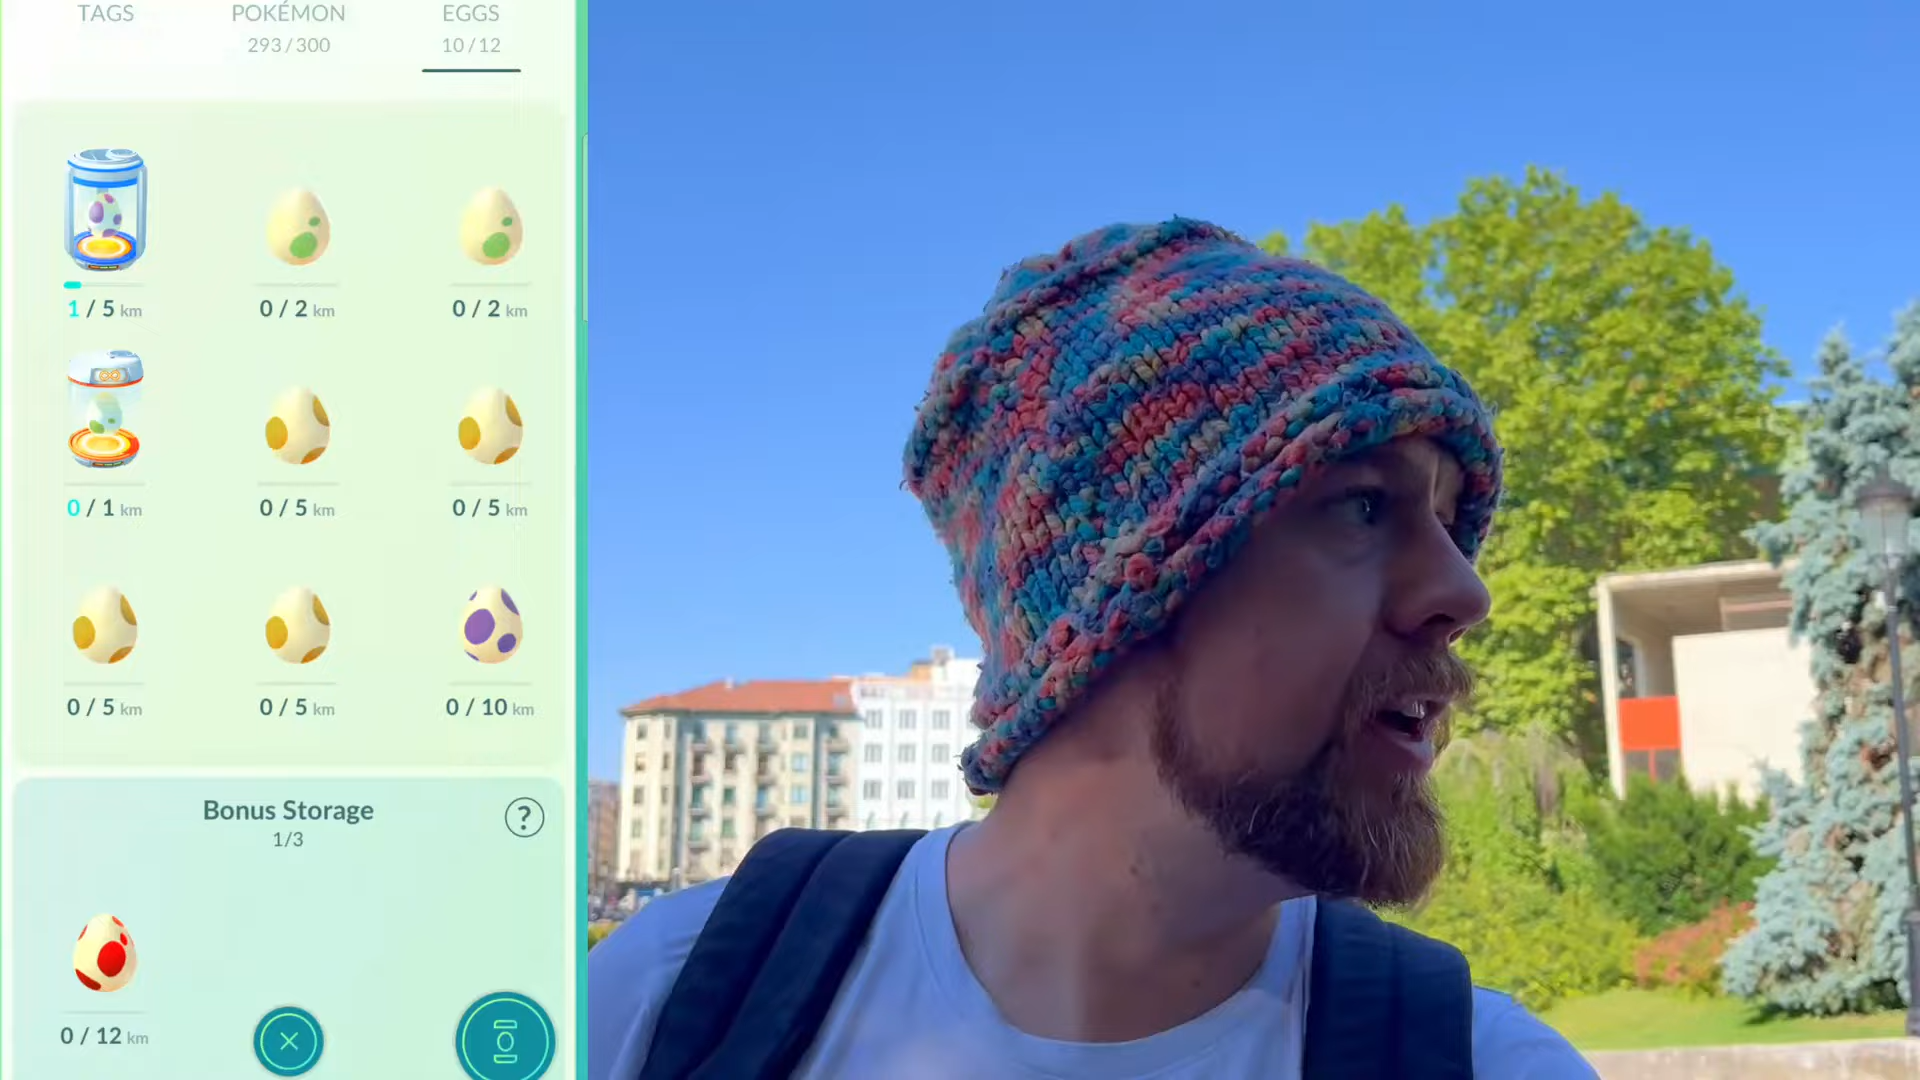 TAGS POKÉMON EGGS
293/300 10/12
1 / 5 km 0 / 2 km 0 / 2 km
0 / 1 km 0 / 5 km 0 / 5 km
0 / 5 km 0 / 5 km 0 / 10 km
Bonus Storage ?
1/3
0 / 12 km